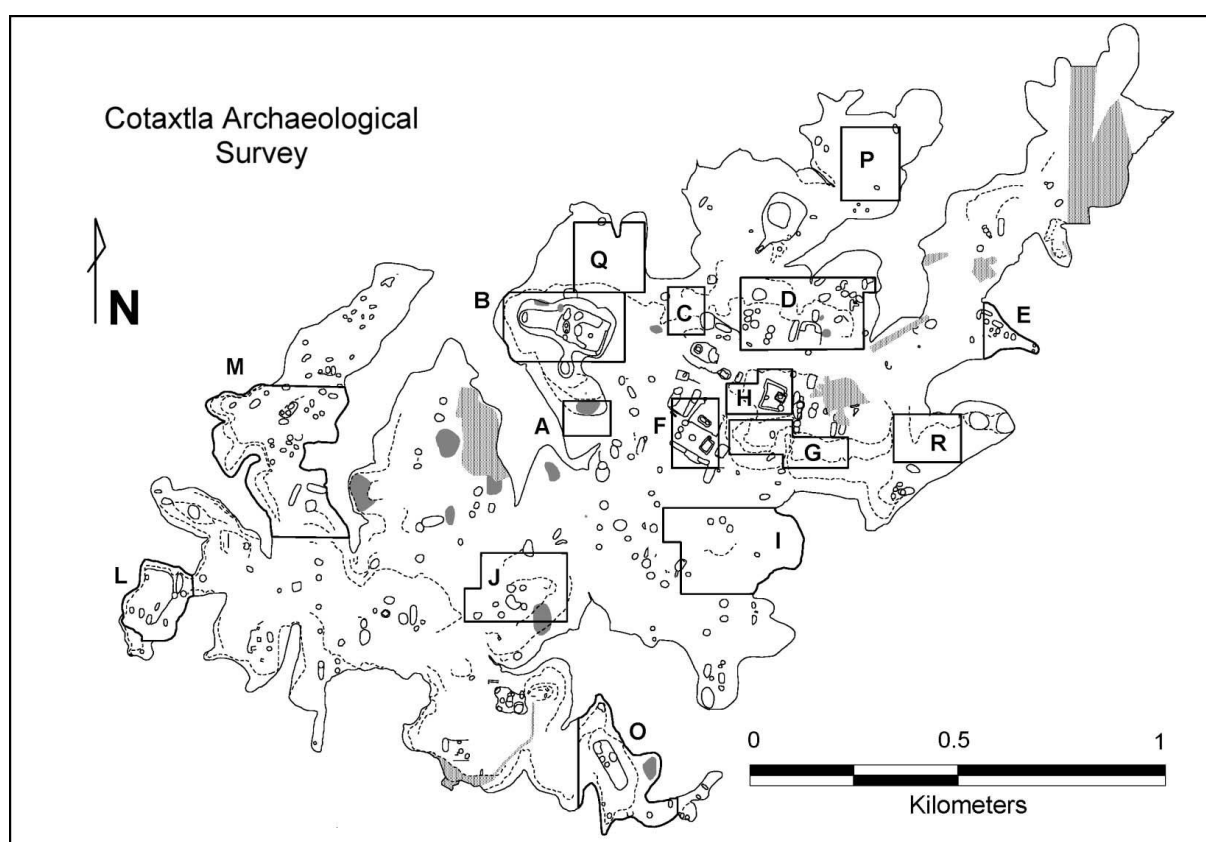 Cotaxtla Archaeological
Survey
N
P
Q
B
C
D
E
M
H
A
F
G
R
I
L
J
O
0
0.5
1
Kilometers